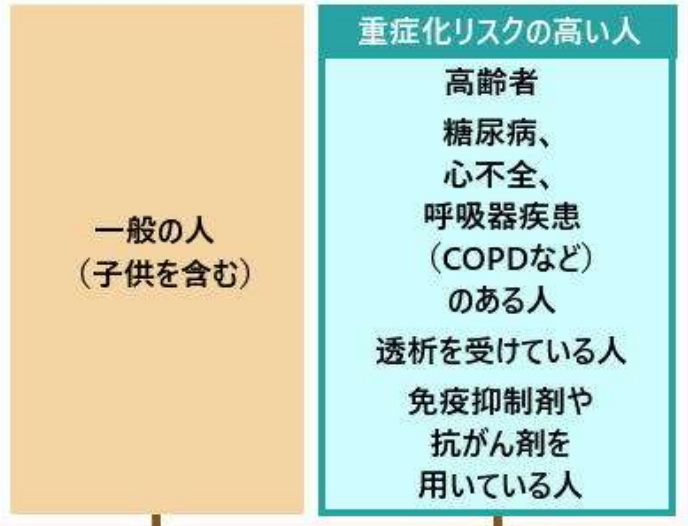 一般の人
（子供を含む）
重症化リスクの高い人
高齢者
糖尿病、
心不全、
呼吸器疾患
（COPDなど）
のある人
透析を受けている人
免疫抑制剤や
抗がん剤を
用いている人